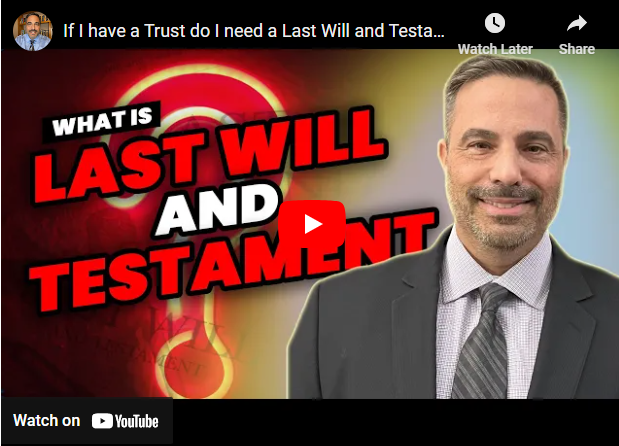 If I have a Trust do I need a Last Will and Testa...
Watch Later
Share
WHAT IS
LAST WILL
AND
TESTAMENT
Watch on YouTube